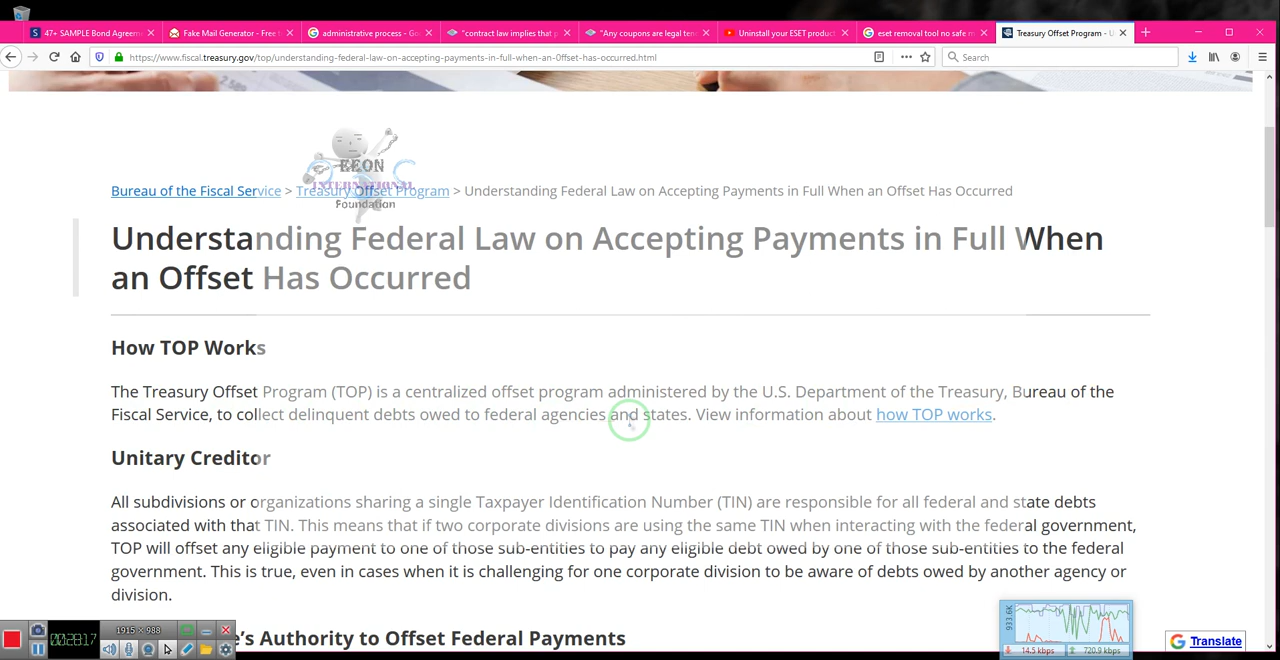 47+ SAMPLE Bond Agreem
Fake Mail Generator - Free
administrative process - Go
"contract law implies that p
"Any coupons are legal ten
Uninstall your ESET product
eset removal tool no safe m
Treasury Offset Program - U
https://www.fiscal.treasury.gov/top/understanding-federal-law-on-accepting-payments-in-full-when-an-0ffset-has-occurred.html
Search
EEON
INTERNATIONAL
Foundation
Bureau of the Fiscal Service > Treasury Offset Program > Understanding Federal Law on Accepting Payments in Full When an Offset Has Occurred
Understanding Federal Law on Accepting Payments in Full When
an Offset Has Occurred
How TOP Works
The Treasury Offset Program (TOP) is a centralized offset program administered by the U.S. Department of the Treasury, Bureau of the
Fiscal Service, to collect delinquent debts owed to federal agencies and states. View information about how TOP works.
Unitary Creditor
All subdivisions or organizations sharing a single Taxpayer Identification Number (TIN) are responsible for all federal and state debts
associated with that TIN. This means that if two corporate divisions are using the same TIN when interacting with the federal government,
TOP will offset any eligible payment to one of those sub-entities to pay any eligible debt owed by one of those sub-entities to the federal
government. This is true, even in cases when it is challenging for one corporate division to be aware of debts owed by another agency or
division.
's Authority to Offset Federal Payments
1915 × 988
933.6K
14.5 kbps
720.9 kbps
Translate